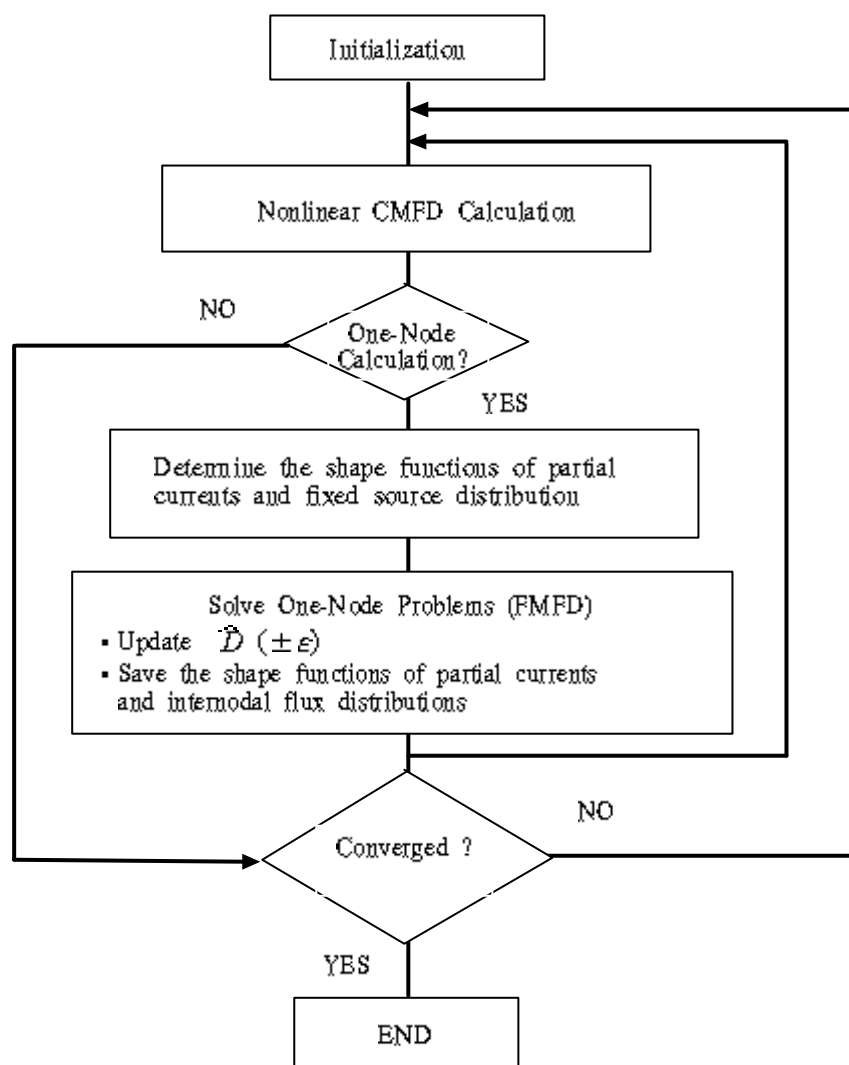 Initialization
Nonlinear CMFD Calculation
NO
One-Node
Calculation?
YES
Determine the shape functions of partial
currents and fixed source distribution
Solve One-Node Problems (FMFD)
▪ Update D̂ (±ε)
▪ Save the shape functions of partial currents
and internodal flux distributions
Converged ?
NO
YES
END